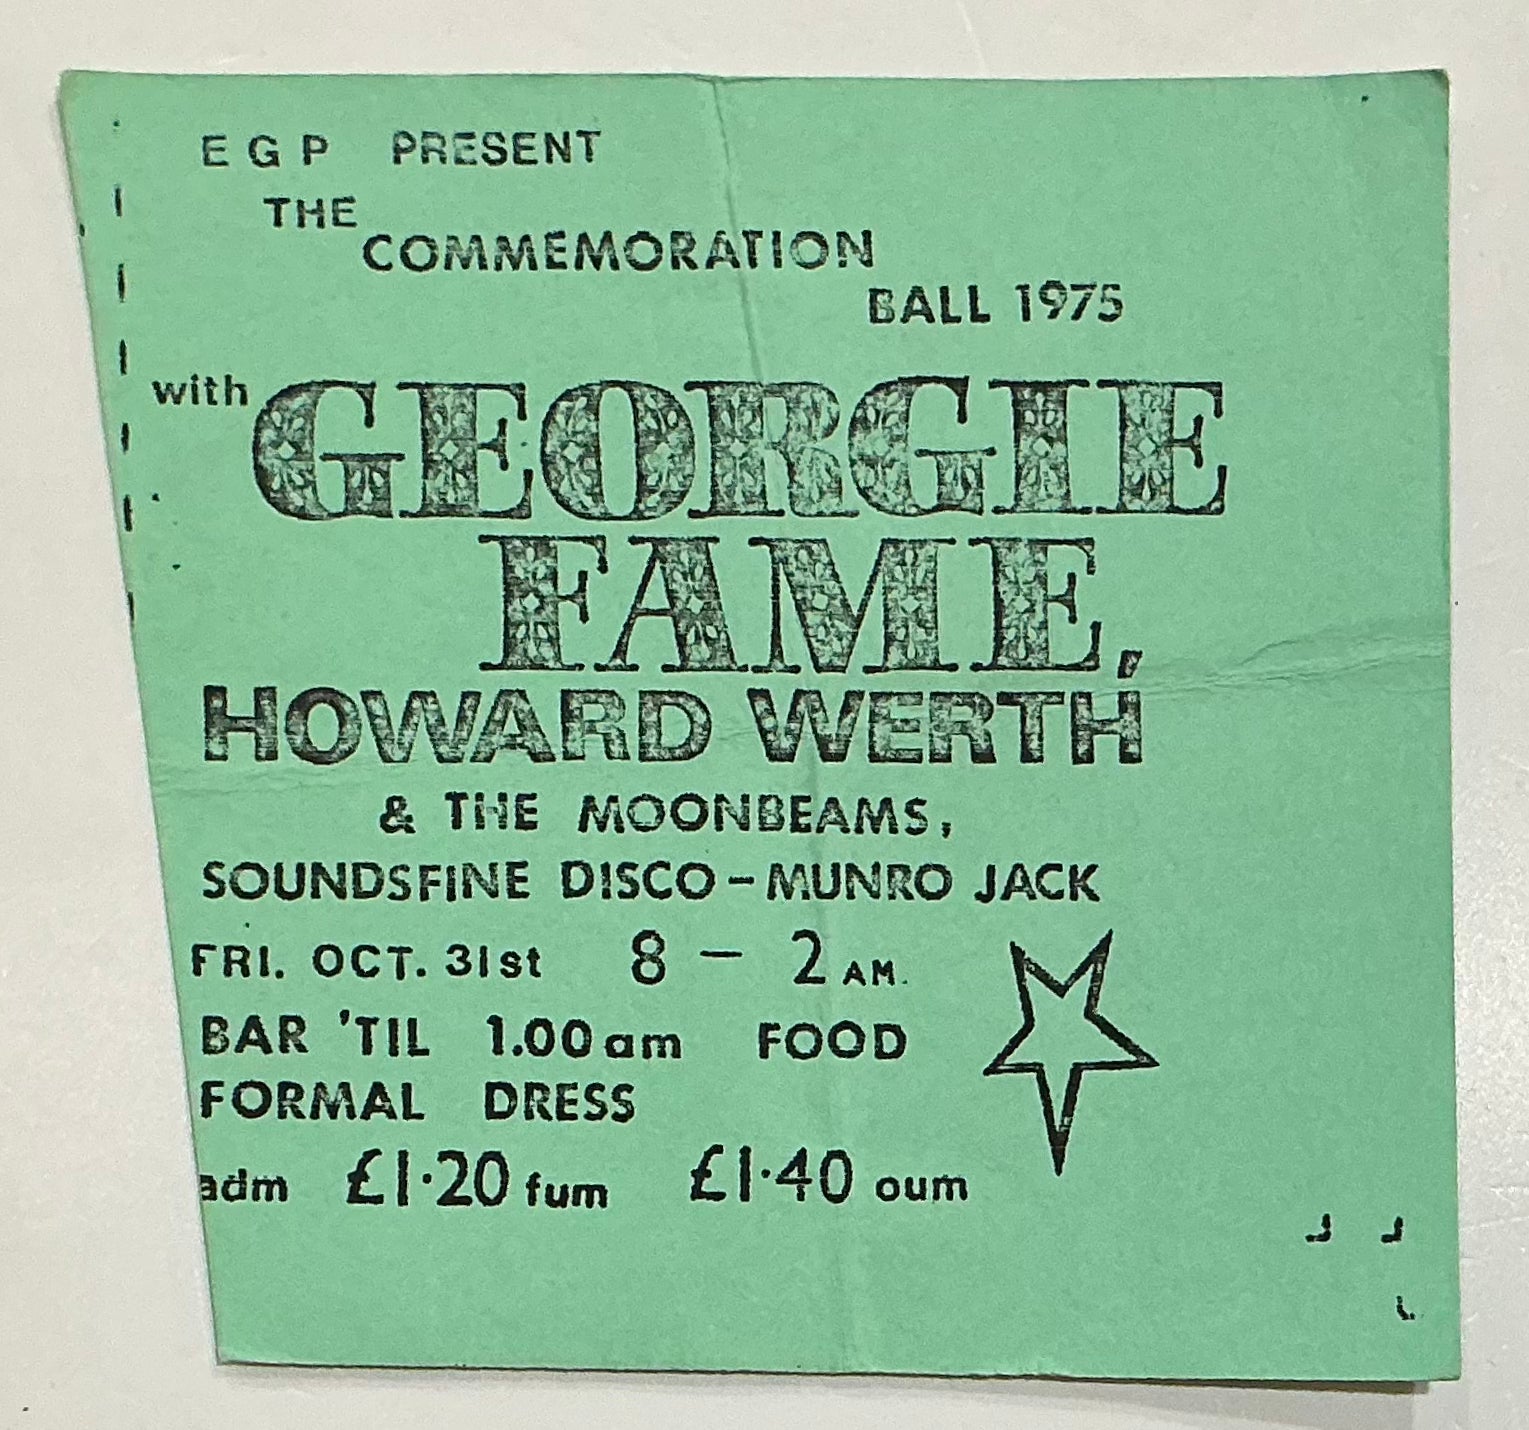 E G P PRESENT
THE
COMMEMORATION
BALL 1975
with GEORGIE
FAME,
HOWARD WERTH
& THE MOONBEAMS,
SOUNDSFINE DISCO – MUNRO JACK
FRI. OCT. 31st 8 – 2 AM.
BAR 'TIL 1.00 am FOOD
FORMAL DRESS
adm £1·20 fum £1·40 oum